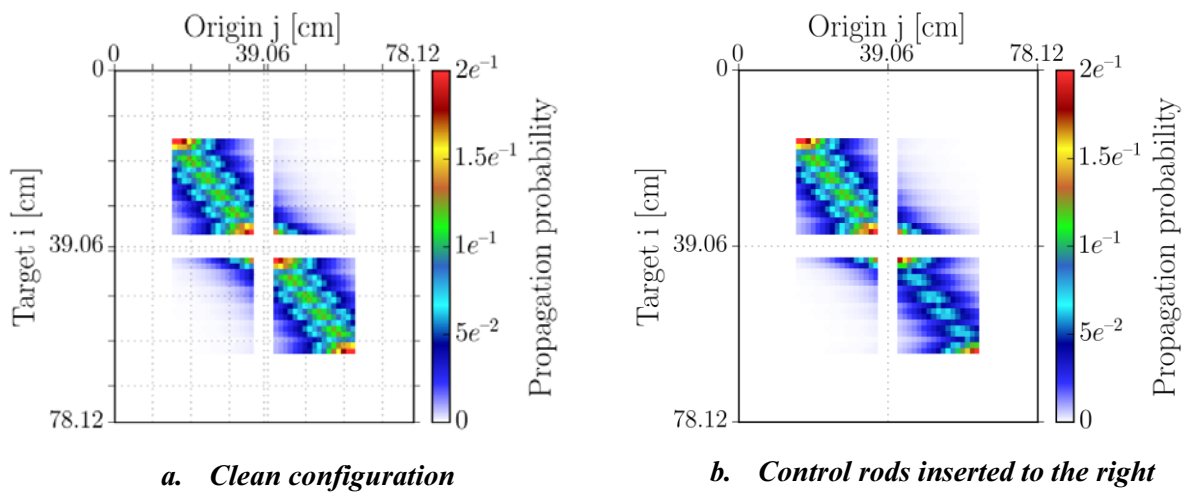 Origin j [cm]
0 39.06 78.12
0
39.06
78.12
Target i [cm]
2e⁻¹
1.5e⁻¹
1e⁻¹
5e⁻²
0
Propagation probability
a. Clean configuration
Origin j [cm]
0 39.06 78.12
0
39.06
78.12
Target i [cm]
2e⁻¹
1.5e⁻¹
1e⁻¹
5e⁻²
0
Propagation probability
b. Control rods inserted to the right